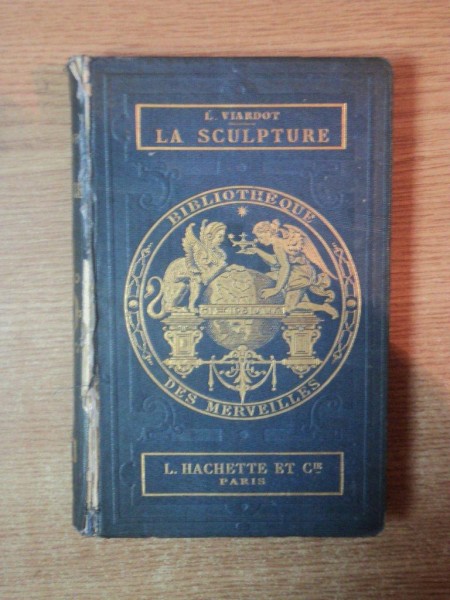 L. VIARDOT
LA SCULPTURE
BIBLIOTHÈQUE
DES MERVEILLES
L. HACHETTE ET Cie
PARIS